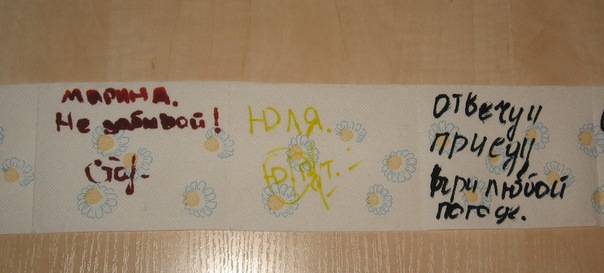 МАРИНА.
Не забывай!
ЮЛЯ.
ОТВЕЧУ!!
ПРИЕДУ
при любой
погоде.